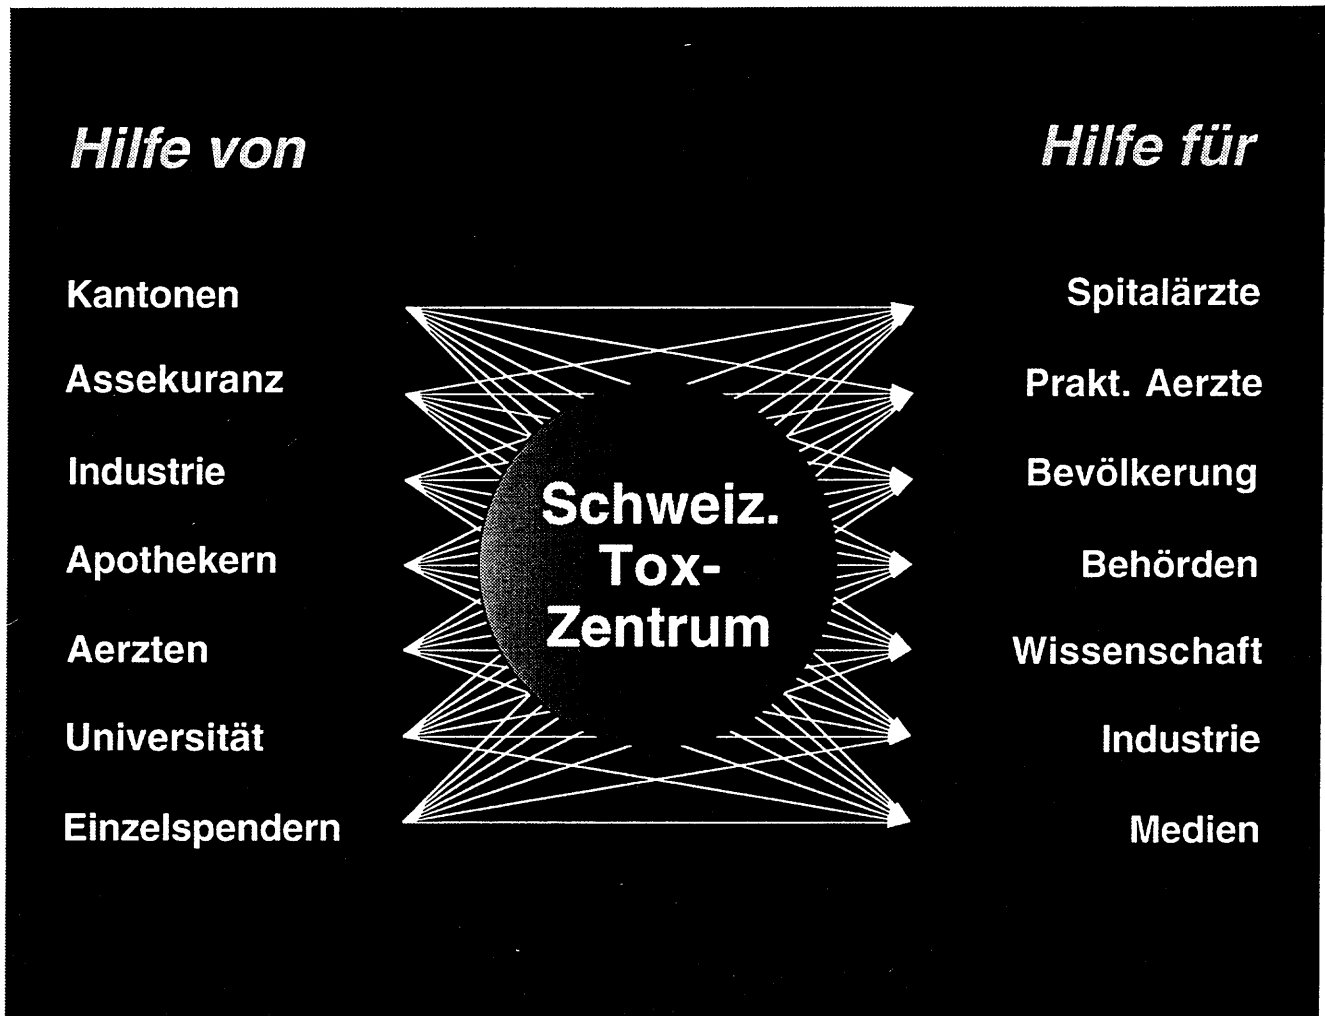 Hilfe von
Hilfe für
Kantonen
Assekuranz
Industrie
Apothekern
Aerzten
Universität
Einzelspendern
Schweiz.
Tox-
Zentrum
Spitalärzte
Prakt. Aerzte
Bevölkerung
Behörden
Wissenschaft
Industrie
Medien